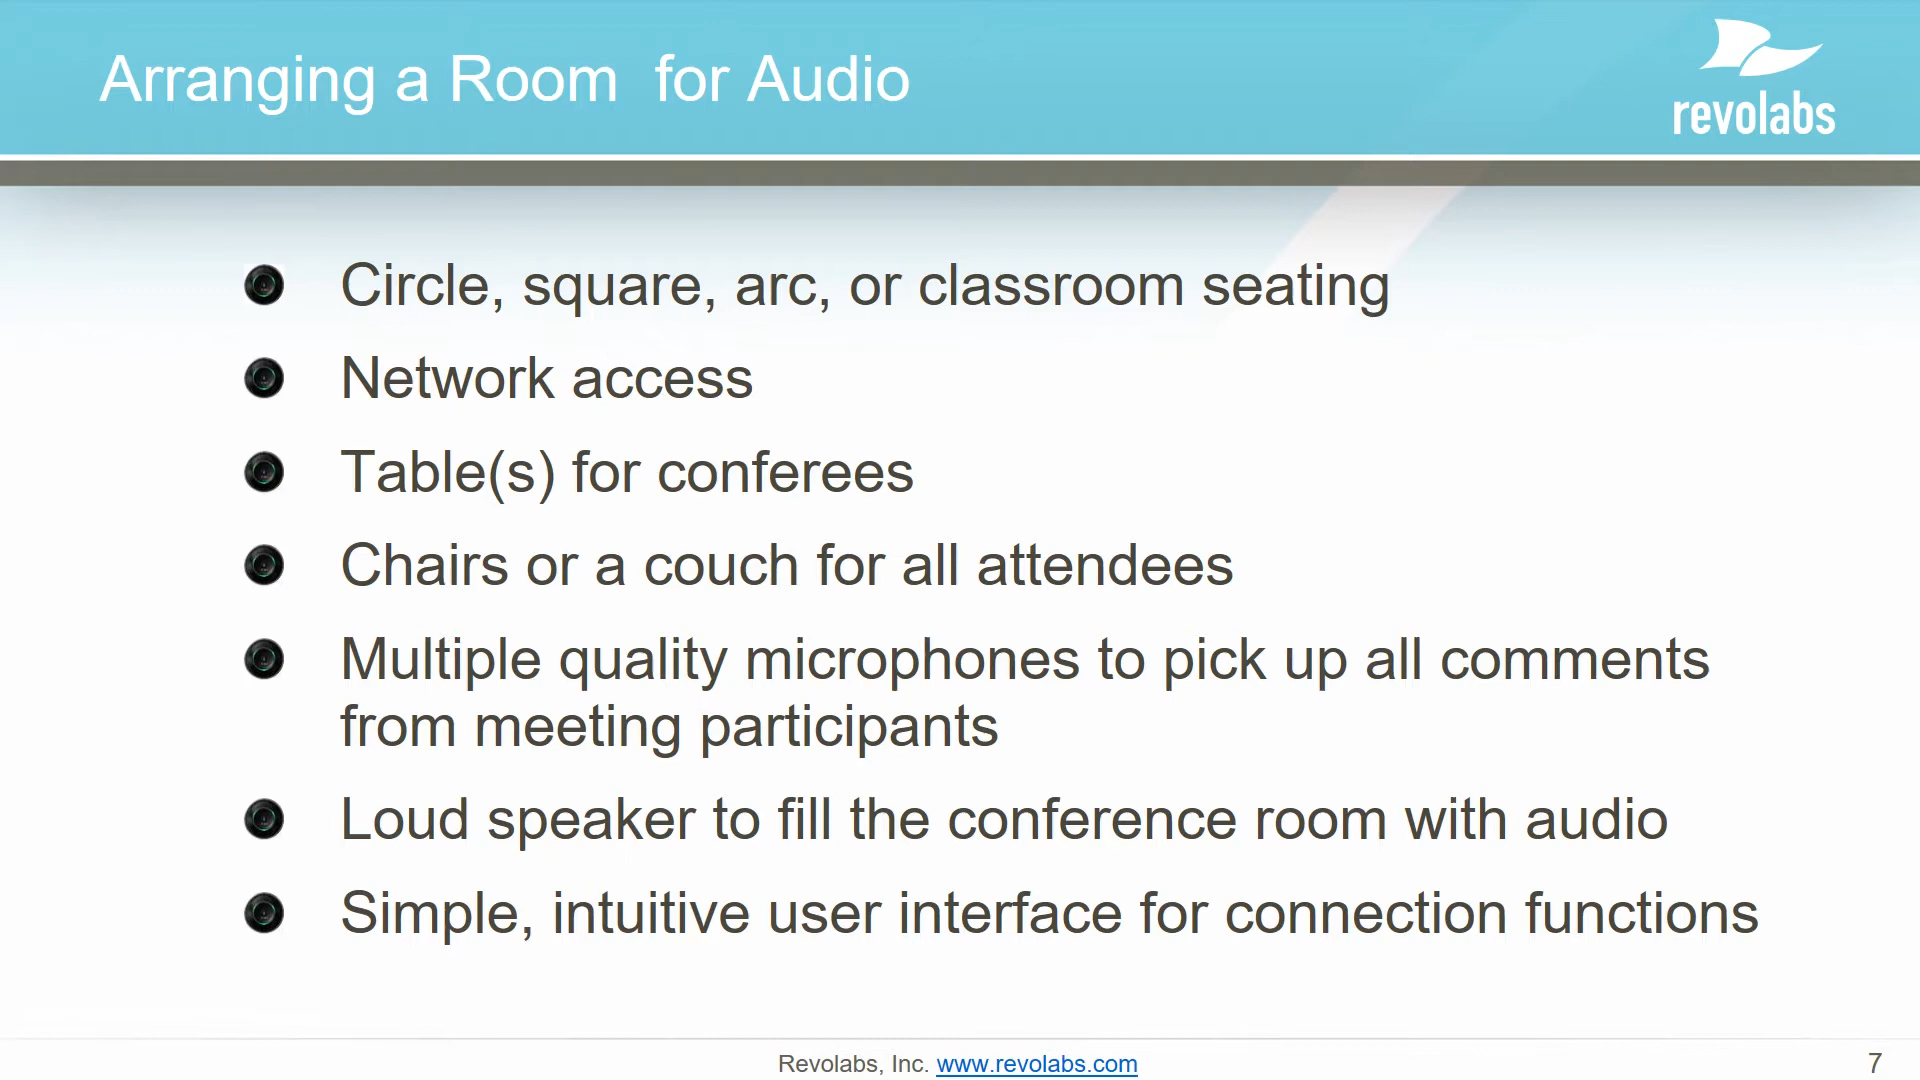 Arranging a Room  for Audio
revolabs
Circle, square, arc, or classroom seating
Network access
Table(s) for conferees
Chairs or a couch for all attendees
Multiple quality microphones to pick up all comments
from meeting participants
Loud speaker to fill the conference room with audio
Simple, intuitive user interface for connection functions
Revolabs, Inc. www.revolabs.com
7